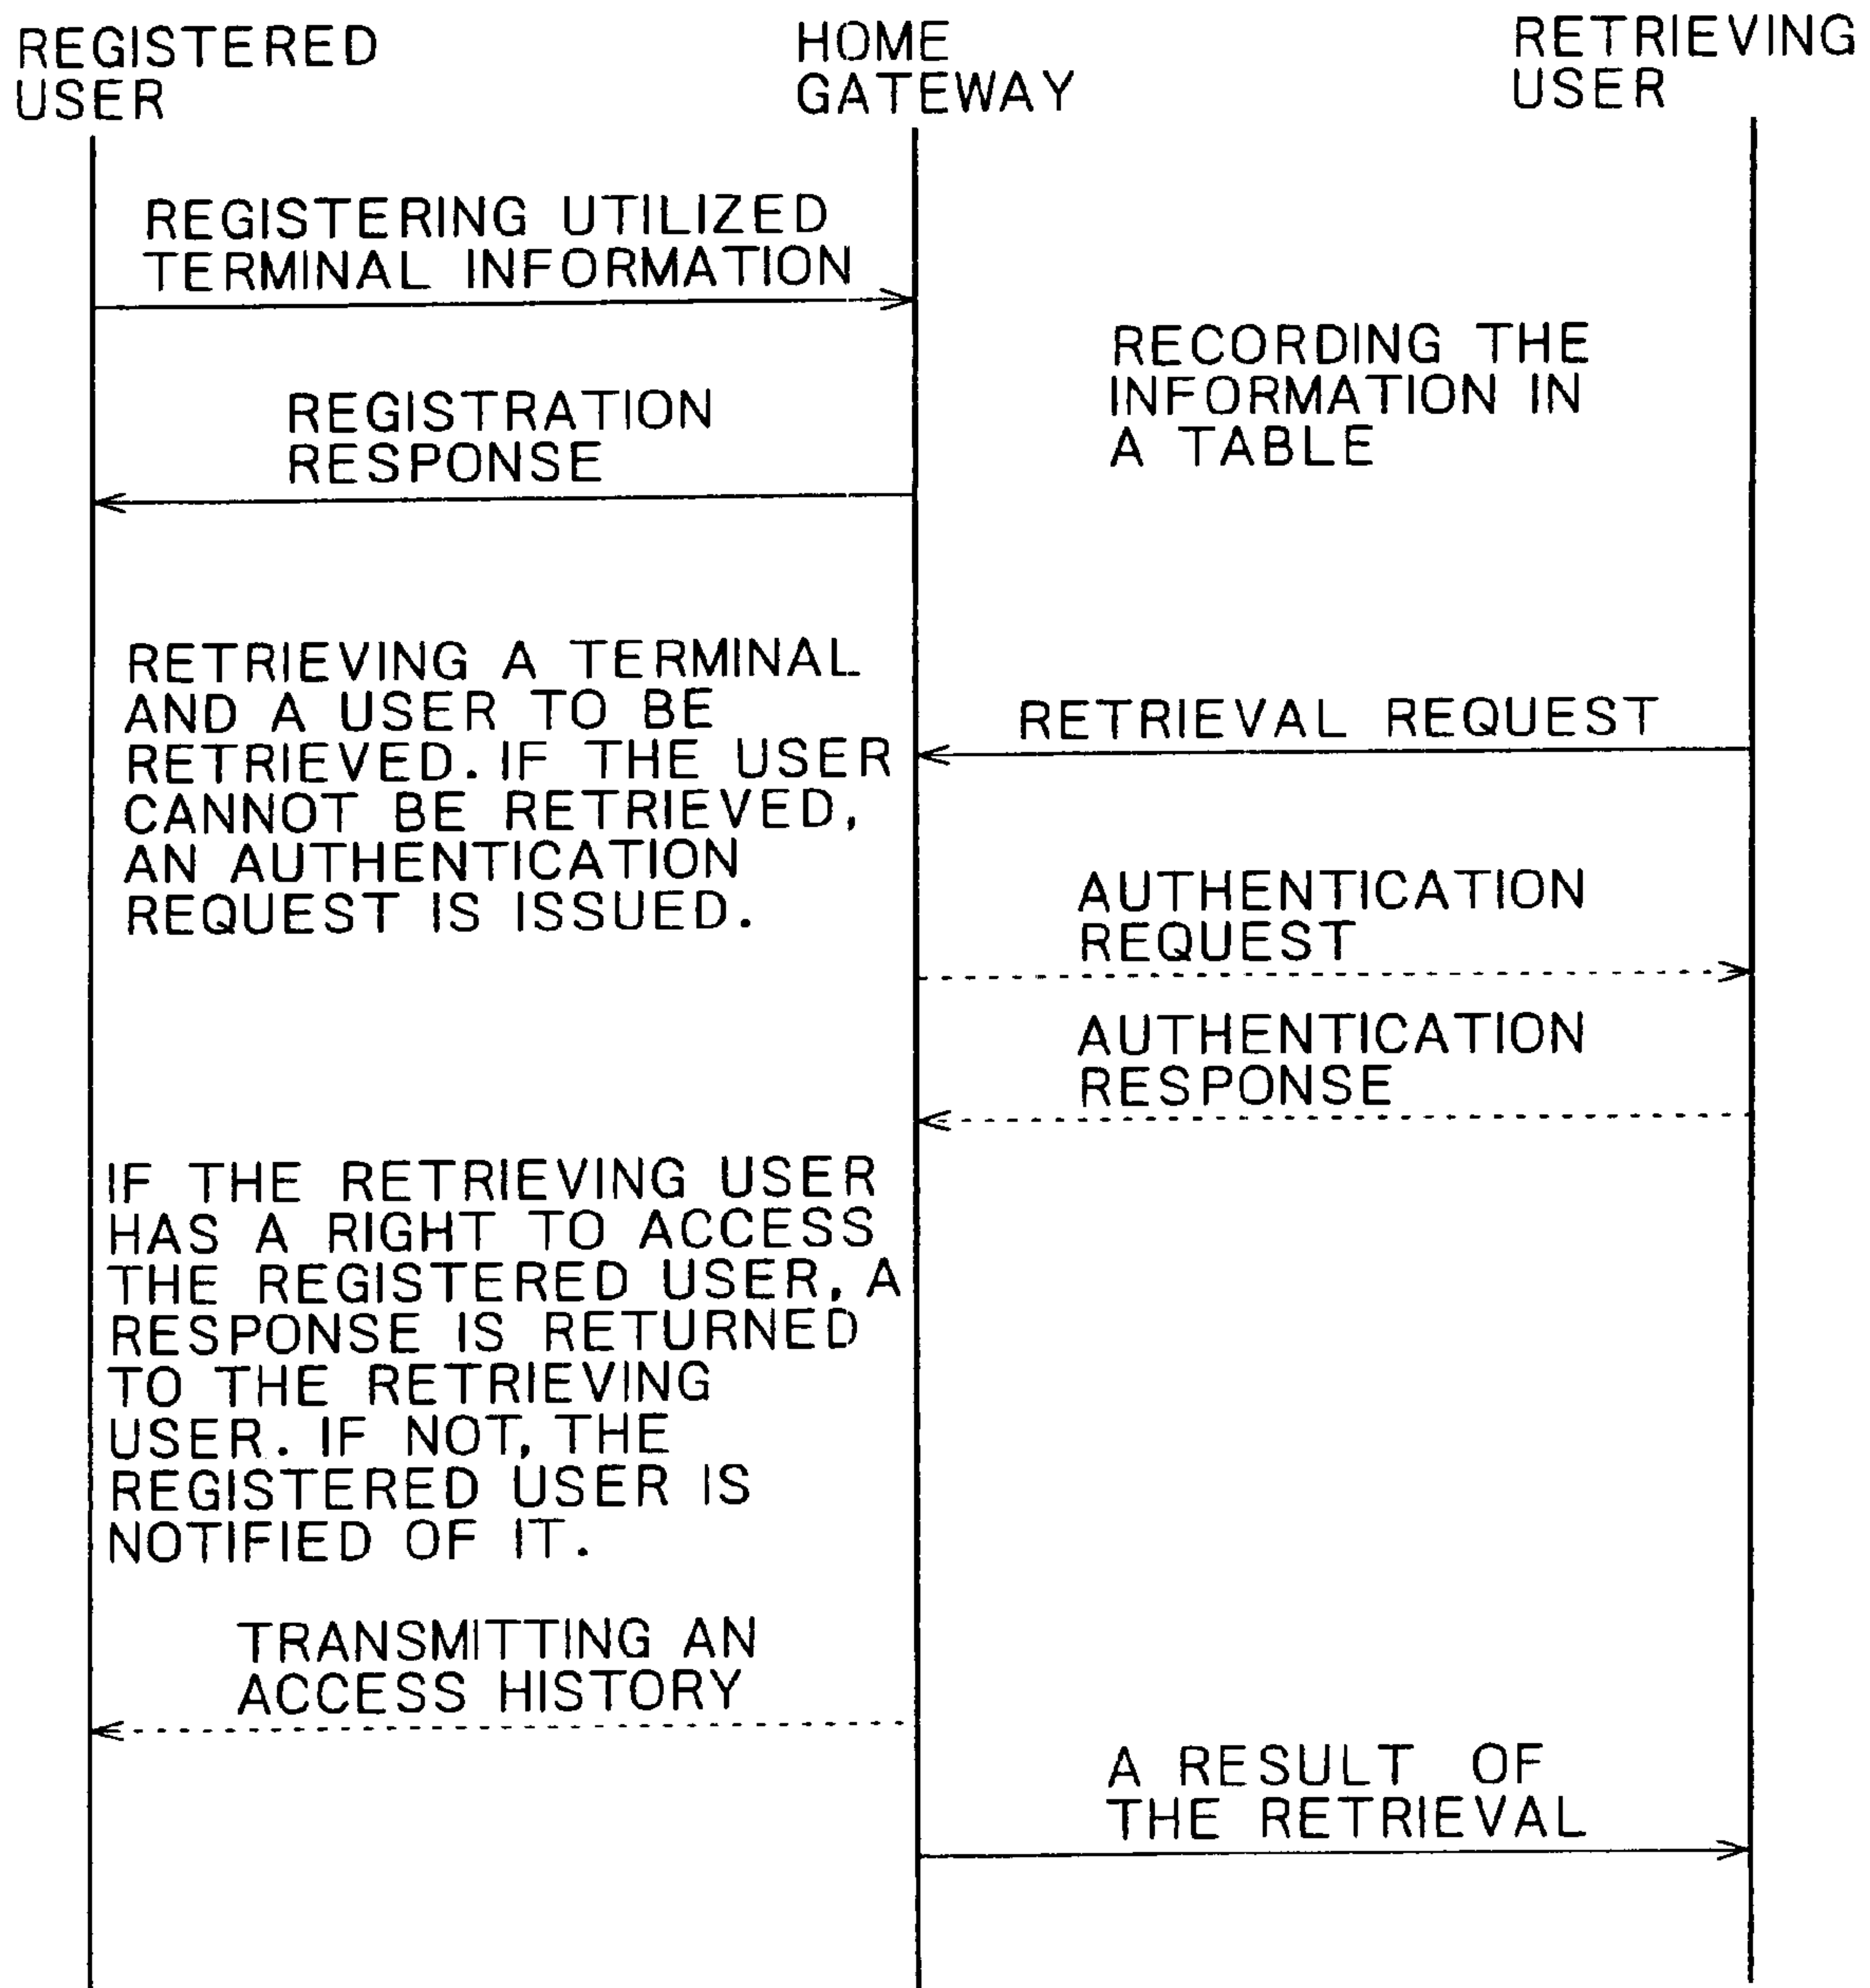 REGISTERED
USER
HOME
GATEWAY
RETRIEVING
USER
REGISTERING UTILIZED
TERMINAL INFORMATION
RECORDING THE
INFORMATION IN
A TABLE
REGISTRATION
RESPONSE
RETRIEVING A TERMINAL
AND A USER TO BE
RETRIEVED. IF THE USER
CANNOT BE RETRIEVED,
AN AUTHENTICATION
REQUEST IS ISSUED.
RETRIEVAL REQUEST
AUTHENTICATION
REQUEST
AUTHENTICATION
RESPONSE
IF THE RETRIEVING USER
HAS A RIGHT TO ACCESS
THE REGISTERED USER, A
RESPONSE IS RETURNED
TO THE RETRIEVING
USER. IF NOT, THE
REGISTERED USER IS
NOTIFIED OF IT.
TRANSMITTING AN
ACCESS HISTORY
A RESULT OF
THE RETRIEVAL